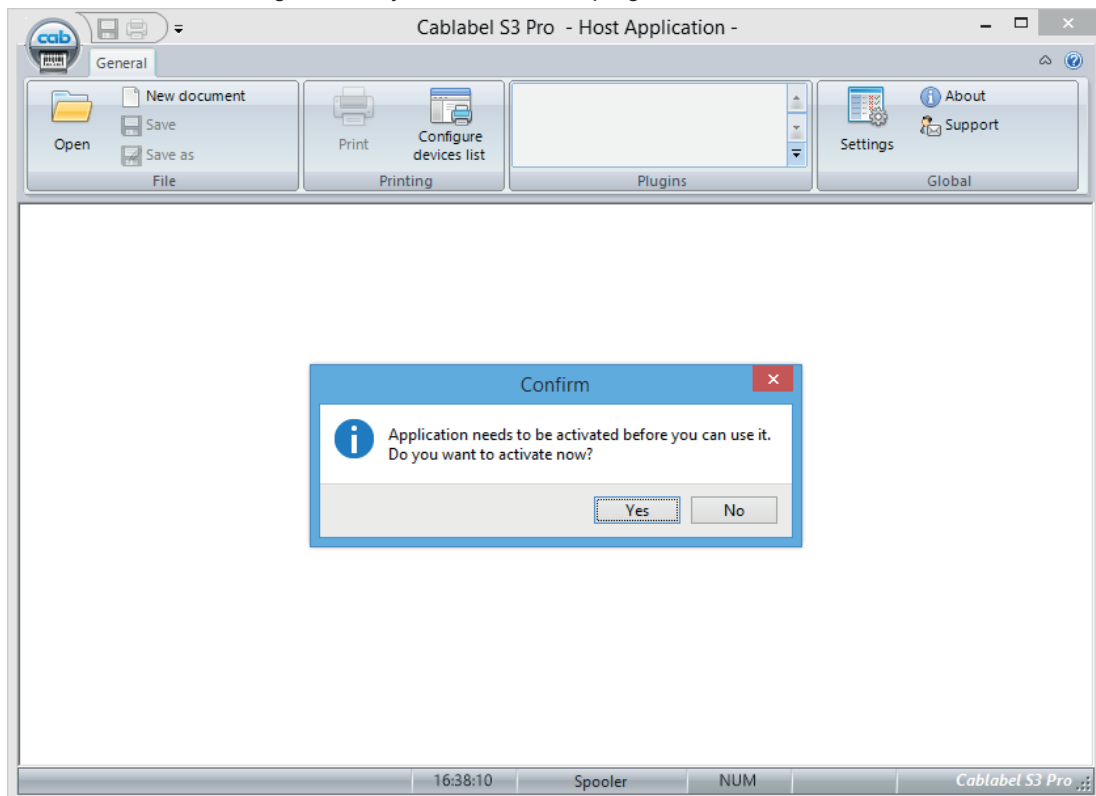 cab
Cablabel S3 Pro - Host Application -
General
Open
New document
Save
Save as
File
Print
Configure
devices list
Printing
Plugins
Settings
About
Support
Global
Confirm
Application needs to be activated before you can use it.
Do you want to activate now?
Yes
No
16:38:10
Spooler
NUM
Cablabel S3 Pro